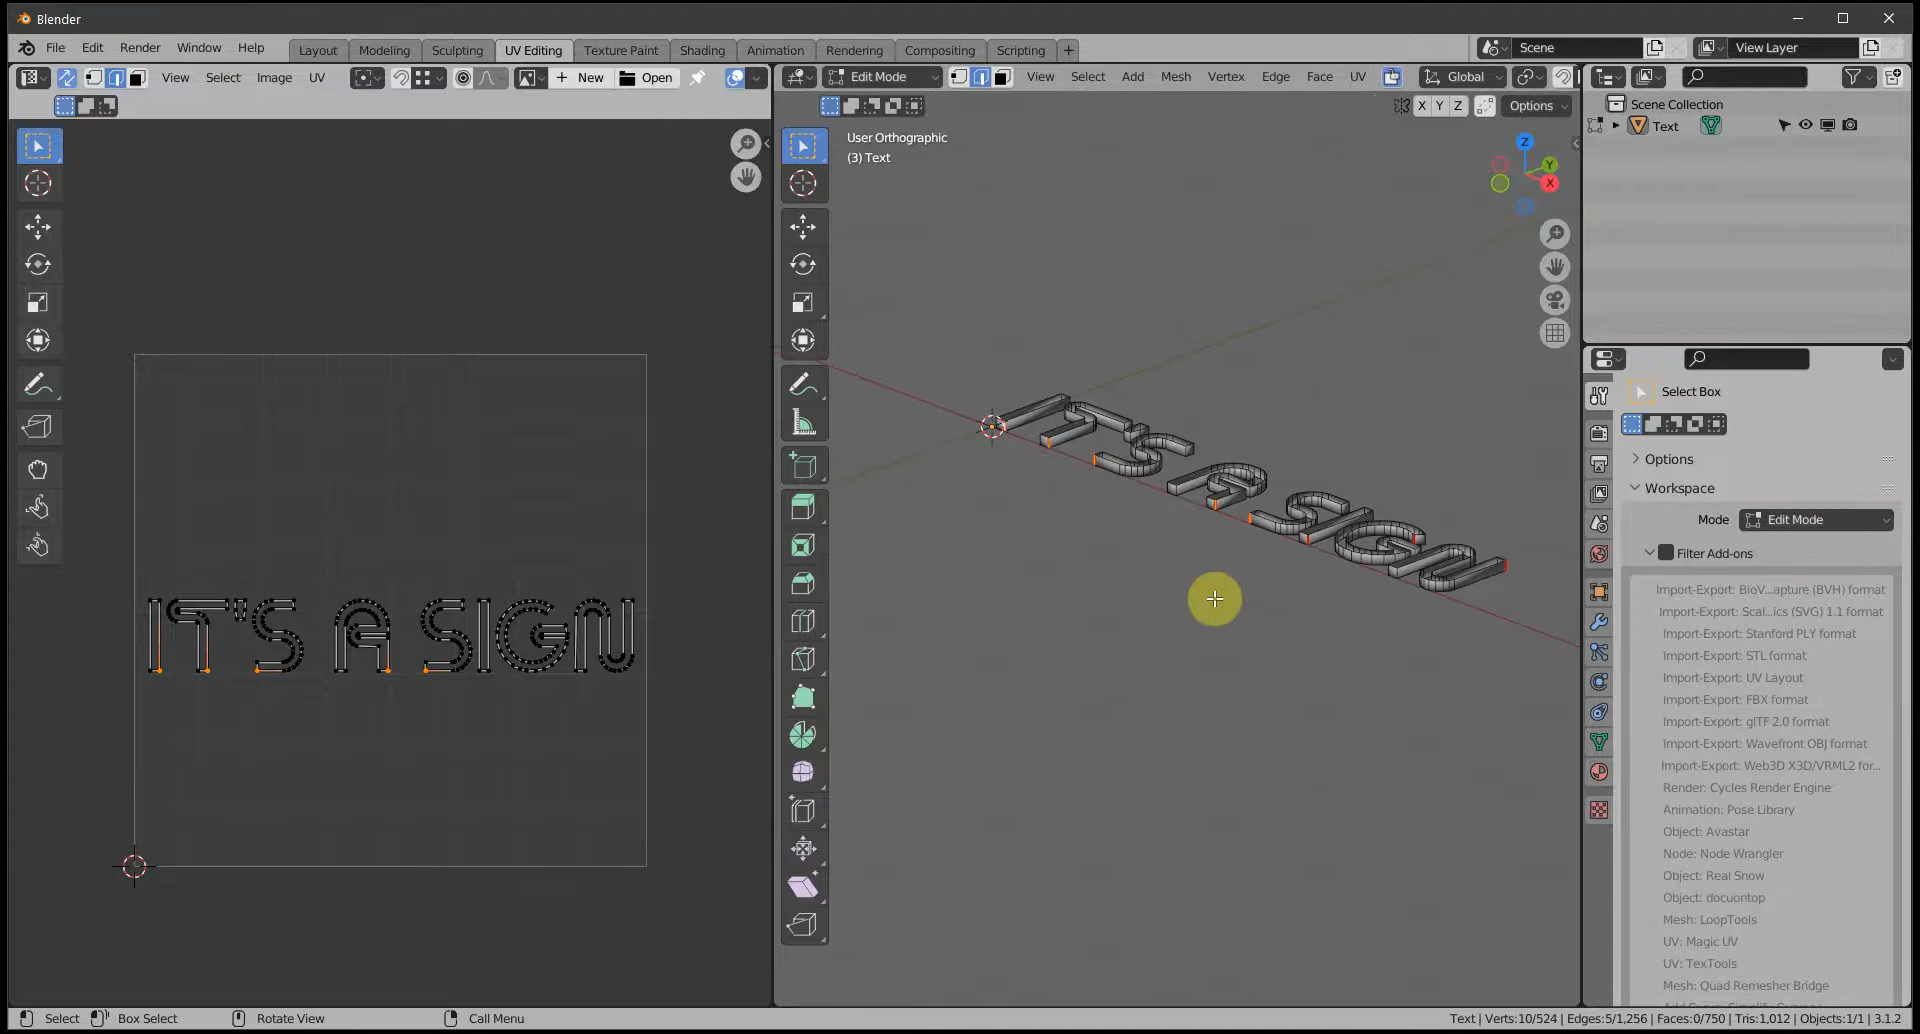 Blender
File Edit Render Window Help Layout Modeling Sculpting UV Editing Texture Paint Shading Animation Rendering Compositing Scripting + Scene View Layer
View Select Image UV New Open Edit Mode View Select Add Mesh Vertex Edge Face UV Global
X Y Z Options
Scene Collection
Text
User Orthographic
(3) Text
Z
Y
X
IT'S A SIGN
IT'S A SIGN
Select Box
Options
Workspace
Mode Edit Mode
Filter Add-ons
Import-Export: BioV...apture (BVH) format
Import-Export: Scal...ics (SVG) 1.1 format
Import-Export: Stanford PLY format
Import-Export: STL format
Import-Export: UV Layout
Import-Export: FBX format
Import-Export: glTF 2.0 format
Import-Export: Wavefront OBJ format
Import-Export: Web3D X3D/VRML2 for...
Render: Cycles Render Engine
Animation: Pose Library
Object: Avastar
Node: Node Wrangler
Object: Real Snow
Object: docuontop
Mesh: LoopTools
UV: Magic UV
UV: TexTools
Mesh: Quad Remesher Bridge
Select Box Select Rotate View Call Menu Text | Verts:10/524 | Edges:5/1,256 | Faces:0/750 | Tris:1,012 | Objects:1/1 | 3.1.2